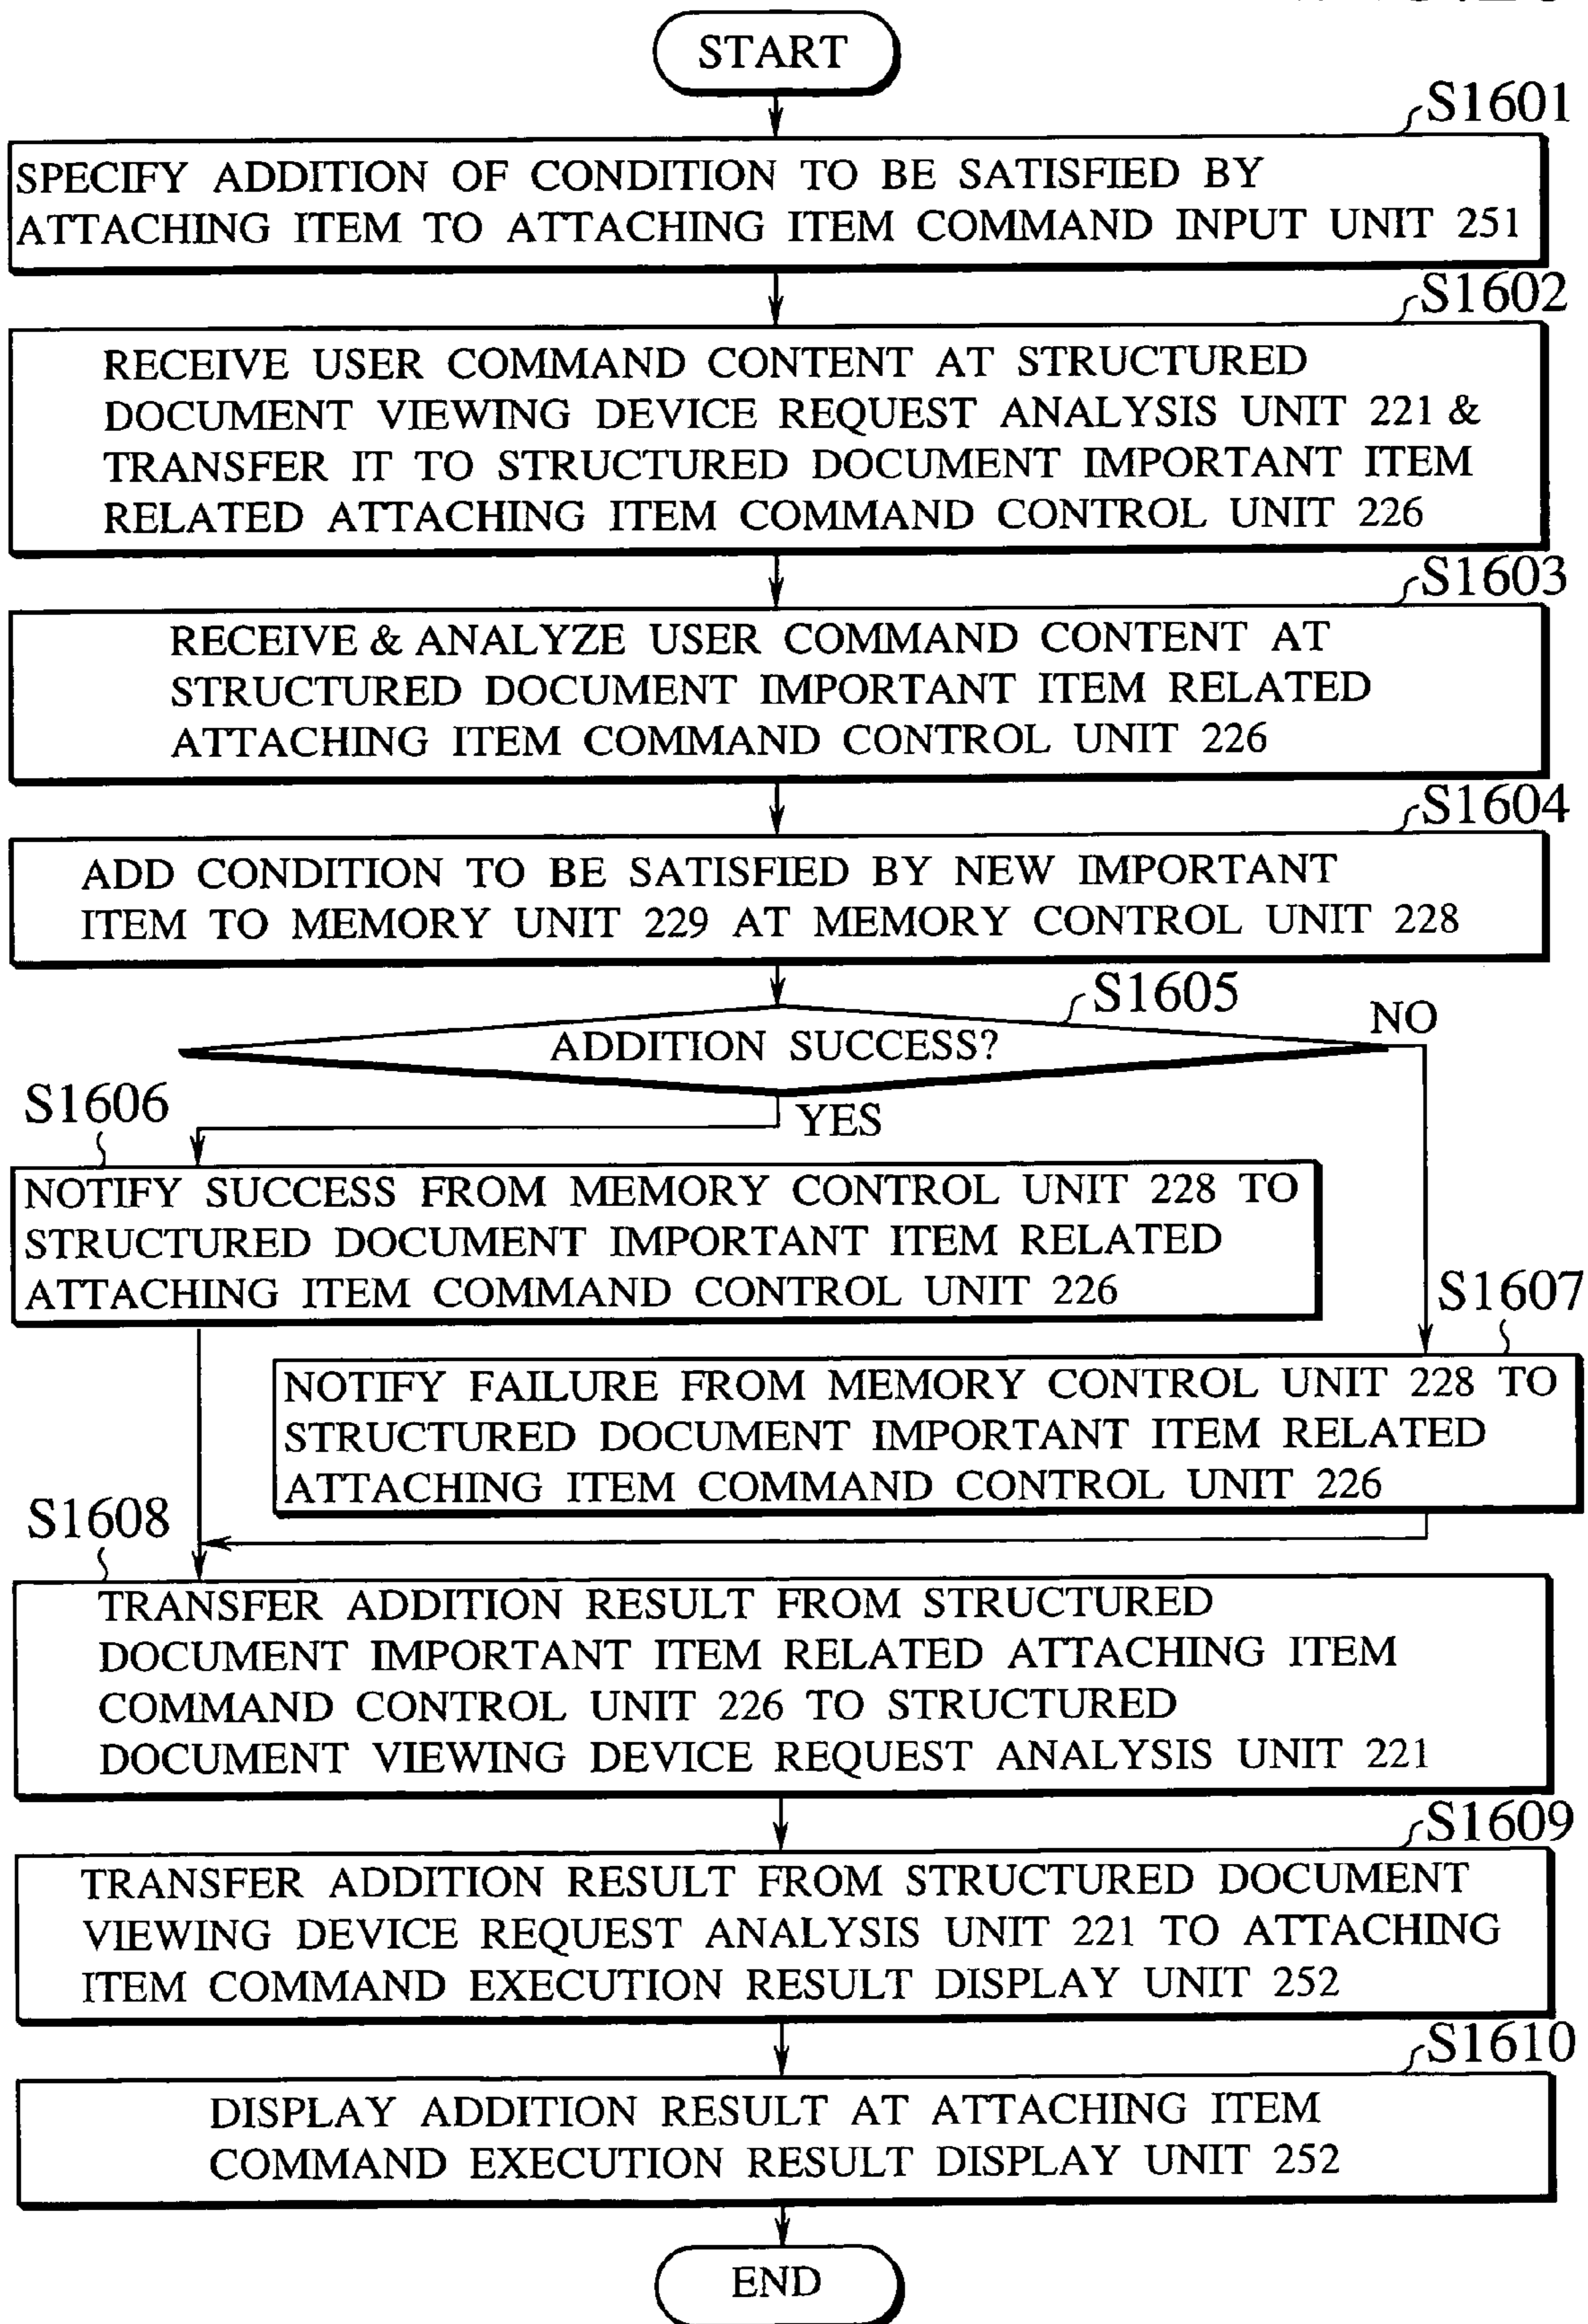 START
S1601
SPECIFY ADDITION OF CONDITION TO BE SATISFIED BY
ATTACHING ITEM TO ATTACHING ITEM COMMAND INPUT UNIT 251
S1602
RECEIVE USER COMMAND CONTENT AT STRUCTURED
DOCUMENT VIEWING DEVICE REQUEST ANALYSIS UNIT 221 &
TRANSFER IT TO STRUCTURED DOCUMENT IMPORTANT ITEM
RELATED ATTACHING ITEM COMMAND CONTROL UNIT 226
S1603
RECEIVE & ANALYZE USER COMMAND CONTENT AT
STRUCTURED DOCUMENT IMPORTANT ITEM RELATED
ATTACHING ITEM COMMAND CONTROL UNIT 226
S1604
ADD CONDITION TO BE SATISFIED BY NEW IMPORTANT
ITEM TO MEMORY UNIT 229 AT MEMORY CONTROL UNIT 228
S1605
NO
ADDITION SUCCESS?
YES
S1606
NOTIFY SUCCESS FROM MEMORY CONTROL UNIT 228 TO
STRUCTURED DOCUMENT IMPORTANT ITEM RELATED
ATTACHING ITEM COMMAND CONTROL UNIT 226
S1607
NOTIFY FAILURE FROM MEMORY CONTROL UNIT 228 TO
STRUCTURED DOCUMENT IMPORTANT ITEM RELATED
ATTACHING ITEM COMMAND CONTROL UNIT 226
S1608
TRANSFER ADDITION RESULT FROM STRUCTURED
DOCUMENT IMPORTANT ITEM RELATED ATTACHING ITEM
COMMAND CONTROL UNIT 226 TO STRUCTURED
DOCUMENT VIEWING DEVICE REQUEST ANALYSIS UNIT 221
S1609
TRANSFER ADDITION RESULT FROM STRUCTURED DOCUMENT
VIEWING DEVICE REQUEST ANALYSIS UNIT 221 TO ATTACHING
ITEM COMMAND EXECUTION RESULT DISPLAY UNIT 252
S1610
DISPLAY ADDITION RESULT AT ATTACHING ITEM
COMMAND EXECUTION RESULT DISPLAY UNIT 252
END